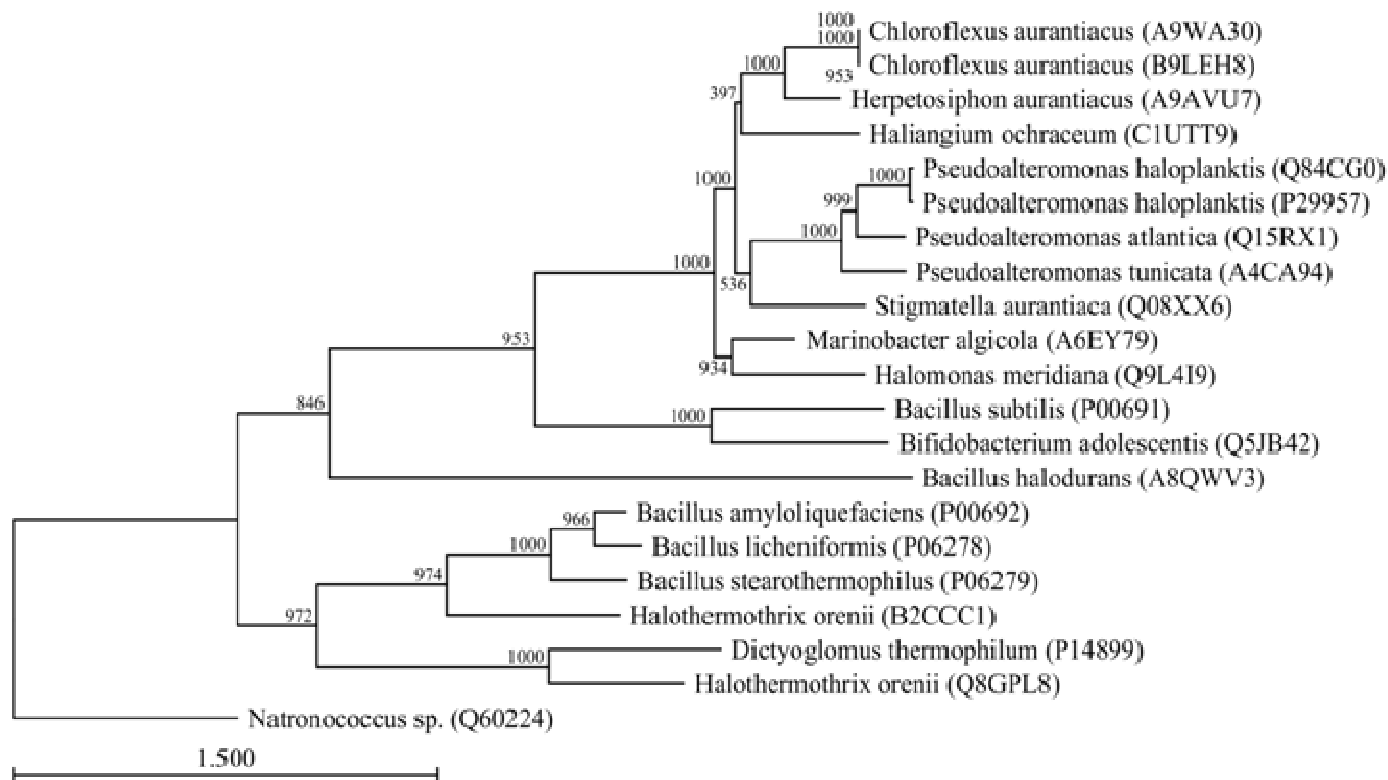 1000
1000 Chloroflexus aurantiacus (A9WA30)
1000 953 Chloroflexus aurantiacus (B9LEH8)
397 Herpetosiphon aurantiacus (A9AVU7)
Haliangium ochraceum (C1UTT9)
1000 Pseudoalteromonas haloplanktis (Q84CG0)
1000 999 Pseudoalteromonas haloplanktis (P29957)
1000 Pseudoalteromonas atlantica (Q15RX1)
1000 Pseudoalteromonas tunicata (A4CA94)
536 Stigmatella aurantiaca (Q08XX6)
953 Marinobacter algicola (A6EY79)
934 Halomonas meridiana (Q9L4I9)
846 1000 Bacillus subtilis (P00691)
Bifidobacterium adolescentis (Q5JB42)
Bacillus halodurans (A8QWV3)
966 Bacillus amyloliquefaciens (P00692)
1000 Bacillus licheniformis (P06278)
974 Bacillus stearothermophilus (P06279)
972 Halothermothrix orenii (B2CCC1)
1000 Dictyoglomus thermophilum (P14899)
Halothermothrix orenii (Q8GPL8)
Natronococcus sp. (Q60224)
1.500